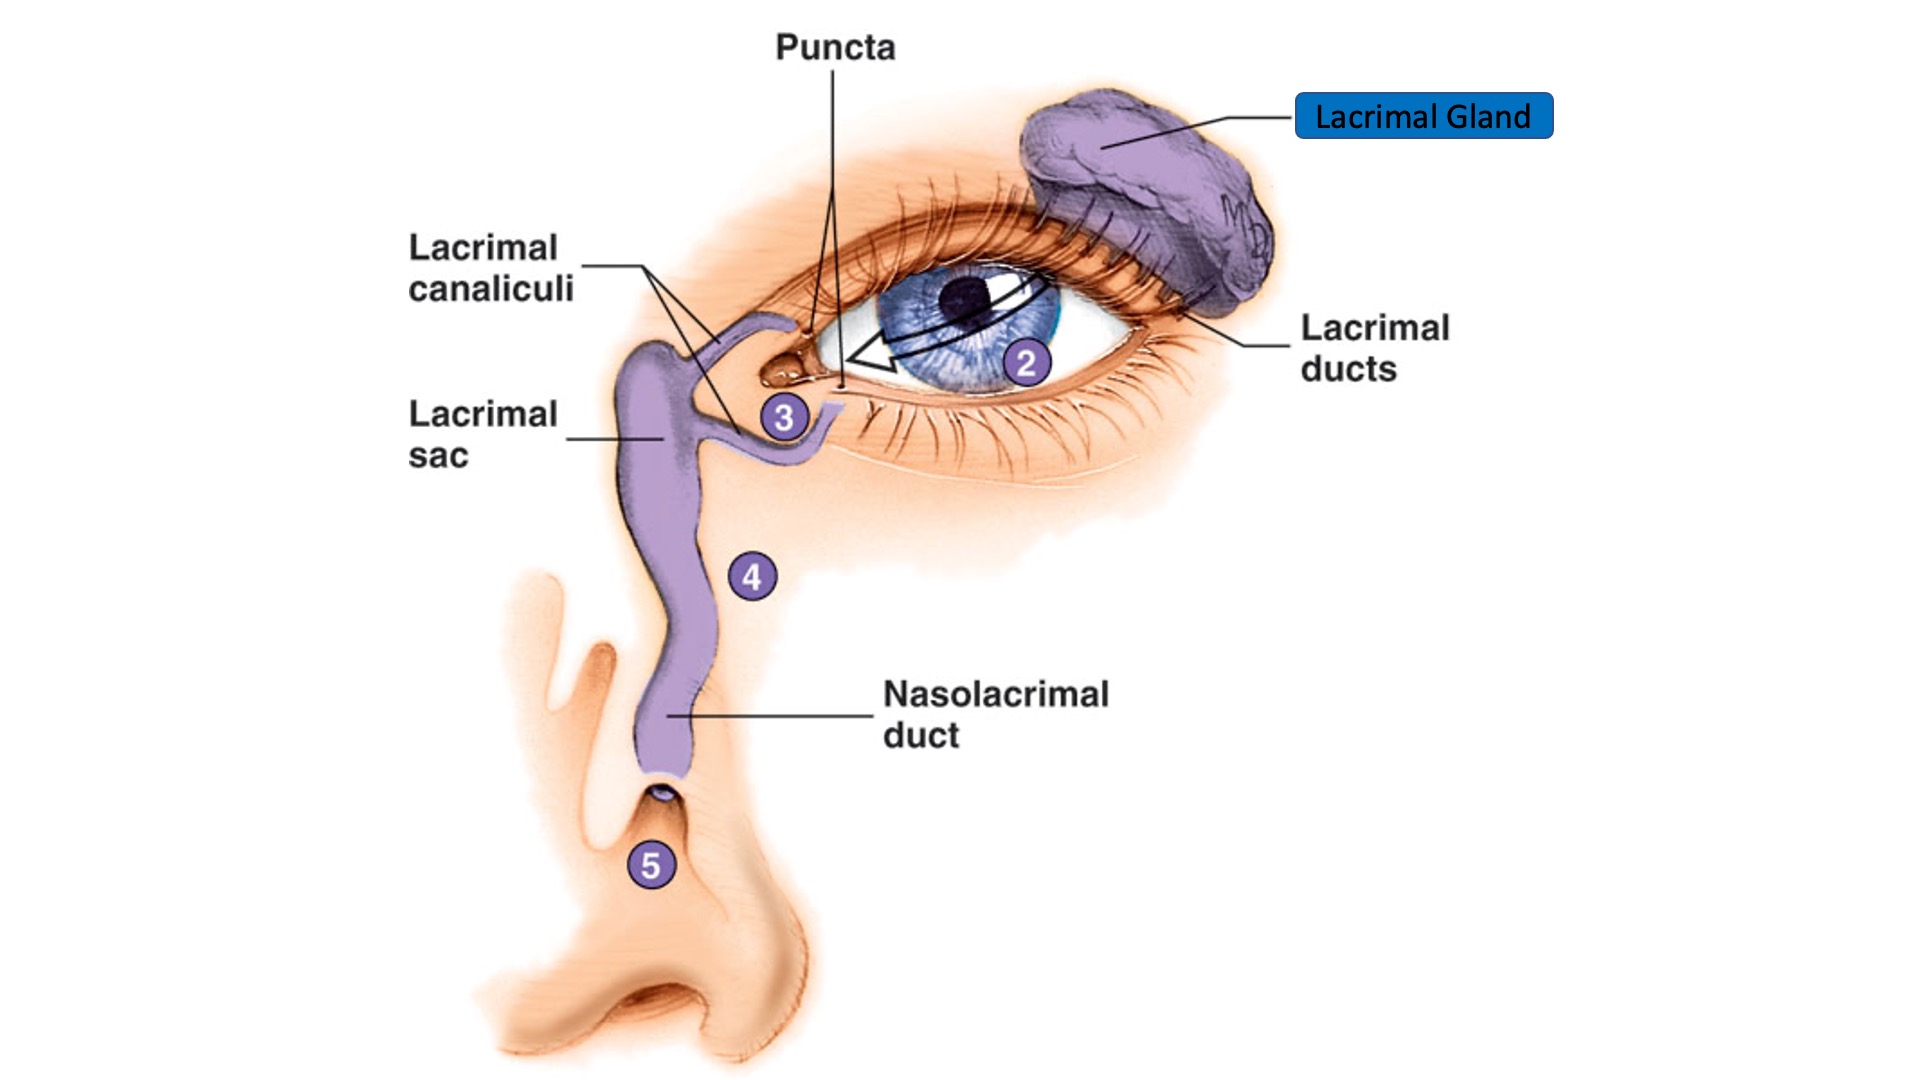 Puncta
Lacrimal Gland
Lacrimal
canaliculi
Lacrimal
ducts
2
3
Lacrimal
sac
4
Nasolacrimal
duct
5